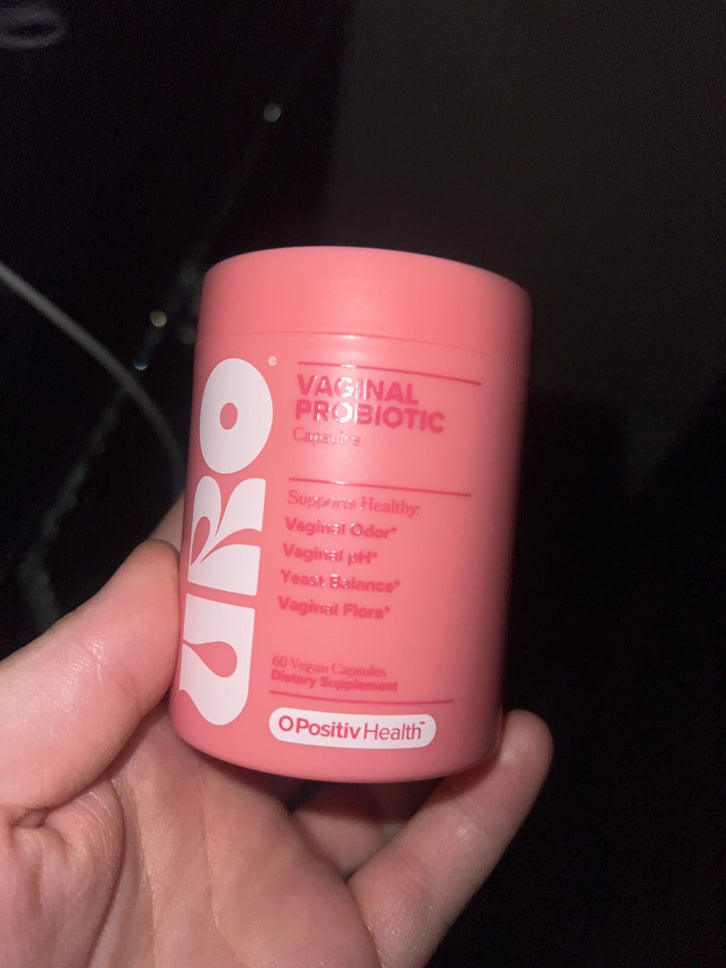 URO®
VAGINAL
PROBIOTIC
Capsules
Supports Healthy:
Vaginal Odor*
Vaginal pH*
Yeast Balance*
Vaginal Flora*
60 Vegan Capsules
Dietary Supplement
O Positiv Health™